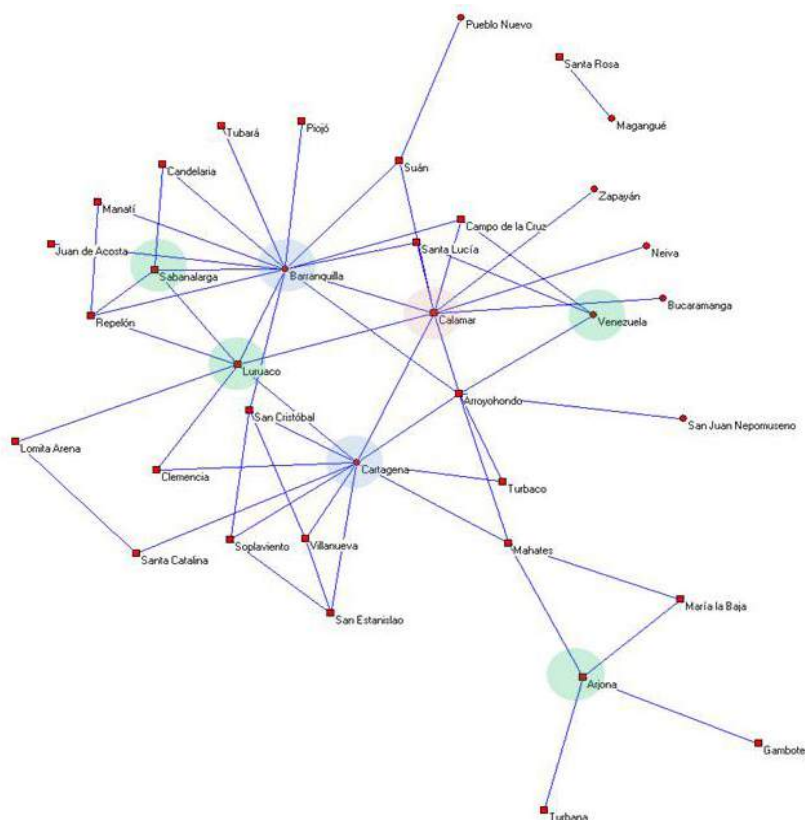 Pueblo Nuevo
Santa Rosa
Magangué
Tubará
Piojó
Suán
Candelaria
Zapayán
Manatí
Campo de la Cruz
Juan de Acosta
Santa Lucía
Neiva
Sabanalarga
Barranquilla
Bucaramanga
Repelón
Calamar
Venezuela
Luruaco
Arroyohondo
San Cristóbal
San Juan Nepomuseno
Lomita Arena
Clemencia
Cartagena
Turbaco
Santa Catalina
Soplaviento
Villanueva
Mahates
San Estanislao
María la Baja
Arjona
Gambote
Turbana